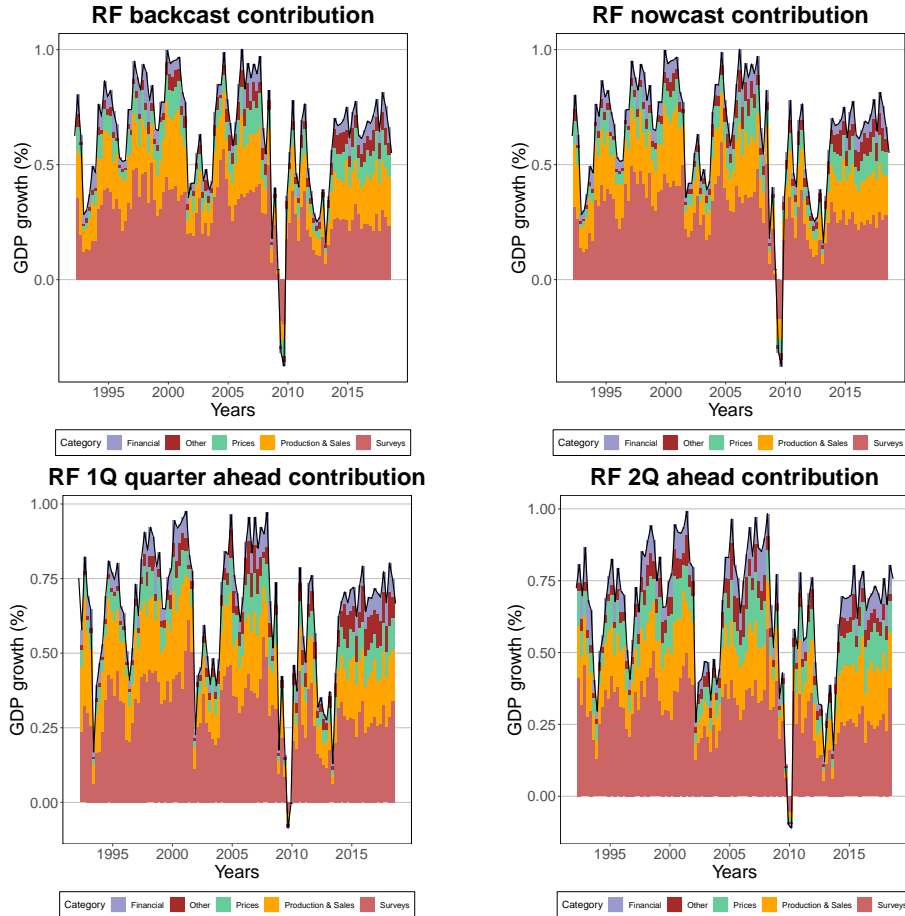 RF backcast contribution
1.0
0.5
0.0
GDP growth (%)
1995 2000 2005 2010 2015
Years
Category Financial Other Prices Production & Sales Surveys
RF nowcast contribution
1.0
0.5
0.0
GDP growth (%)
1995 2000 2005 2010 2015
Years
Category Financial Other Prices Production & Sales Surveys
RF 1Q quarter ahead contribution
1.00
0.75
0.50
0.25
0.00
GDP growth (%)
1995 2000 2005 2010 2015
Years
Category Financial Other Prices Production & Sales Surveys
RF 2Q ahead contribution
1.00
0.75
0.50
0.25
0.00
GDP growth (%)
1995 2000 2005 2010 2015
Years
Category Financial Other Prices Production & Sales Surveys